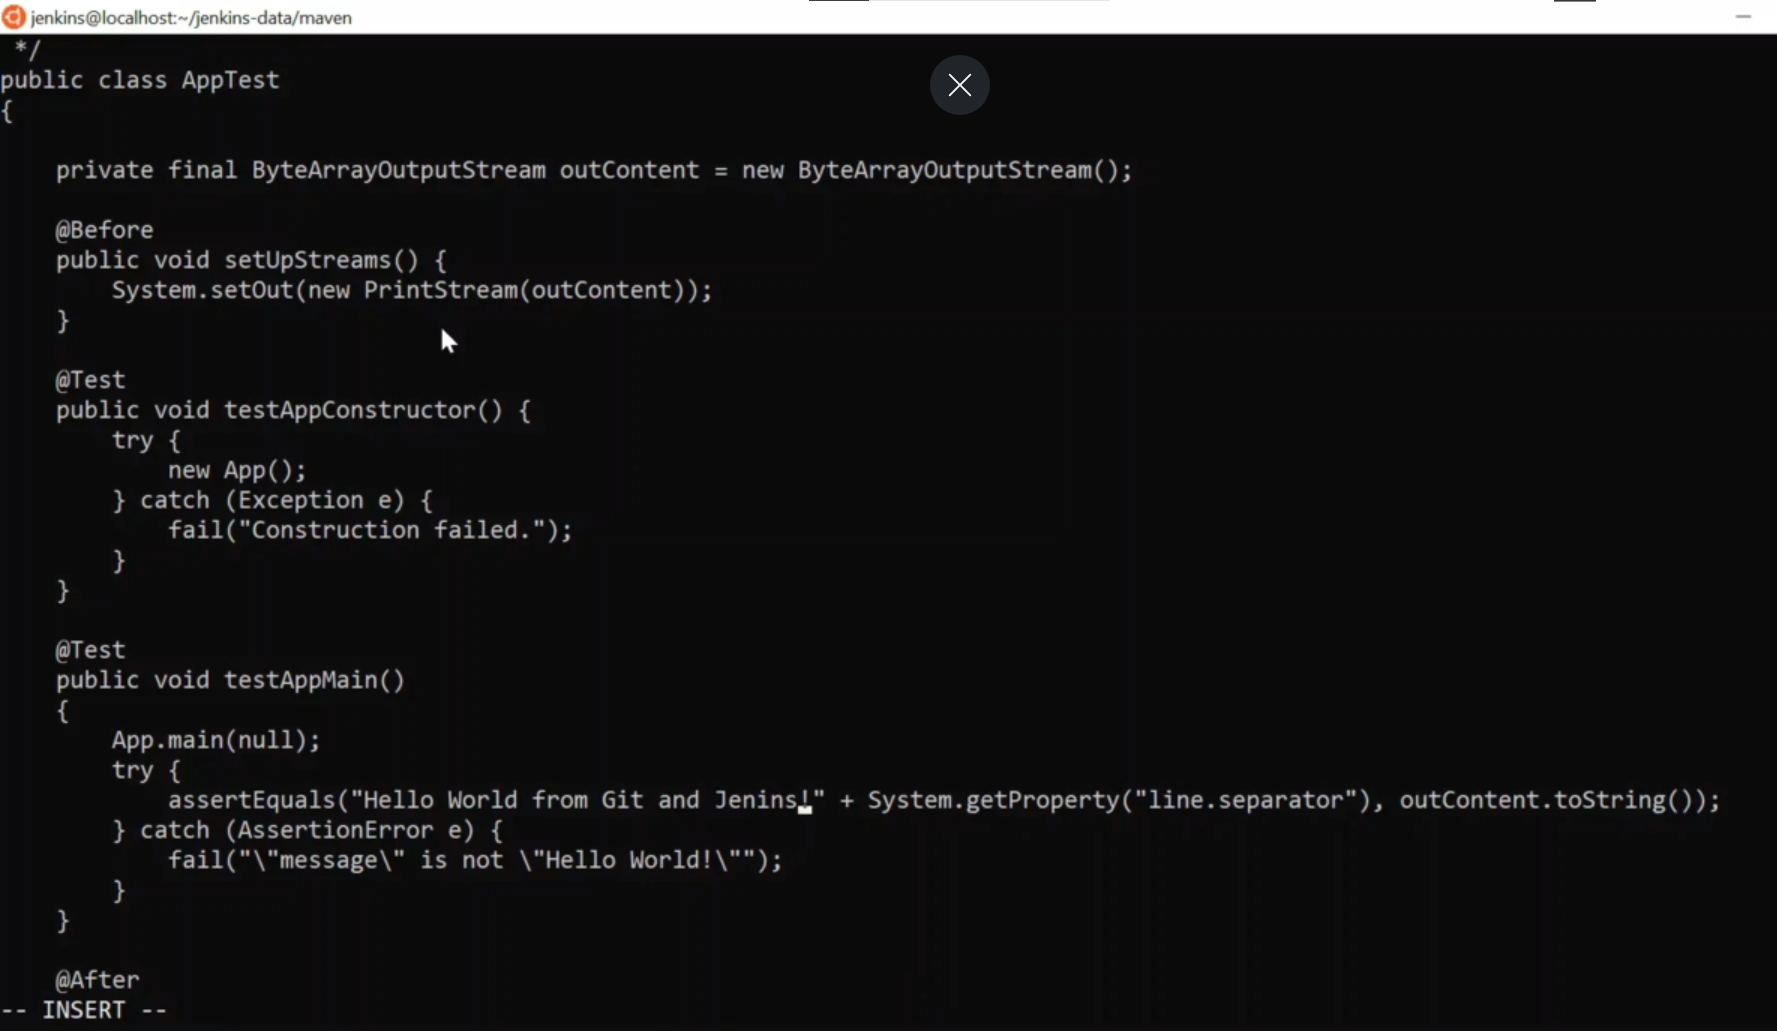 jenkins@localhost:~/jenkins-data/maven
 */
public class AppTest
{

    private final ByteArrayOutputStream outContent = new ByteArrayOutputStream();

    @Before
    public void setUpStreams() {
        System.setOut(new PrintStream(outContent));
    }

    @Test
    public void testAppConstructor() {
        try {
            new App();
        } catch (Exception e) {
            fail("Construction failed.");
        }
    }

    @Test
    public void testAppMain()
    {
        App.main(null);
        try {
            assertEquals("Hello World from Git and Jenins!" + System.getProperty("line.separator"), outContent.toString());
        } catch (AssertionError e) {
            fail("\"message\" is not \"Hello World!\"");
        }
    }

    @After
-- INSERT --